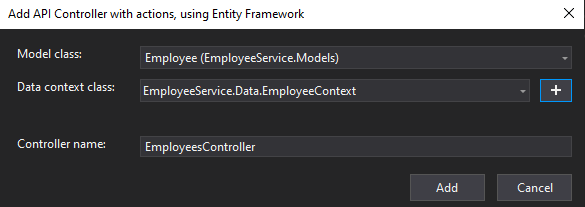 Add API Controller with actions, using Entity Framework
Model class: Employee (EmployeeService.Models)
Data context class: EmployeeService.Data.EmployeeContext +
Controller name: EmployeesController
Add Cancel